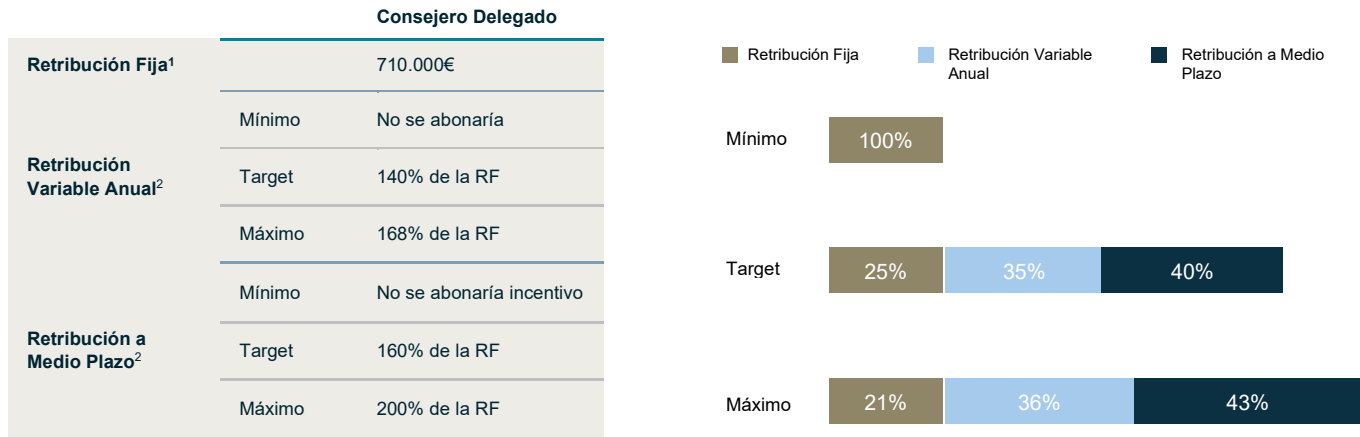 Consejero Delegado
Retribución Fija¹ 710.000€
Mínimo No se abonaría
Retribución
Variable Anual²
Target 140% de la RF
Máximo 168% de la RF
Mínimo No se abonaría incentivo
Retribución a
Medio Plazo²
Target 160% de la RF
Máximo 200% de la RF
Retribución Fija
Retribución Variable
Anual
Retribución a Medio
Plazo
Mínimo 100%
Target 25% 35% 40%
Máximo 21% 36% 43%